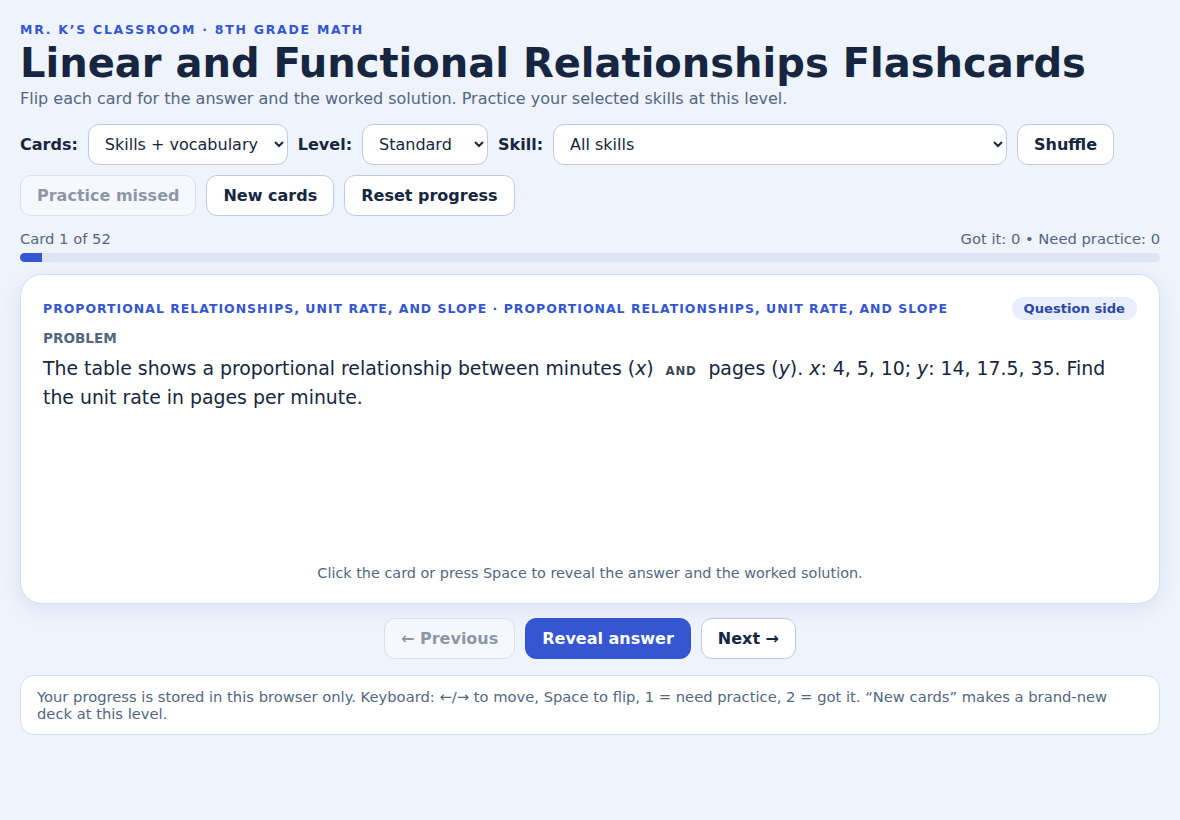 MR. K’S CLASSROOM · 8TH GRADE MATH
Linear and Functional Relationships Flashcards
Flip each card for the answer and the worked solution. Practice your selected skills at this level.
Cards: Skills + vocabulary Level: Standard Skill: All skills Shuffle
Practice missed New cards Reset progress
Card 1 of 52 Got it: 0 • Need practice: 0
PROPORTIONAL RELATIONSHIPS, UNIT RATE, AND SLOPE · PROPORTIONAL RELATIONSHIPS, UNIT RATE, AND SLOPE Question side
PROBLEM
The table shows a proportional relationship between minutes (x) AND pages (y). x: 4, 5, 10; y: 14, 17.5, 35. Find
the unit rate in pages per minute.
Click the card or press Space to reveal the answer and the worked solution.
← Previous Reveal answer Next →
Your progress is stored in this browser only. Keyboard: ←/→ to move, Space to flip, 1 = need practice, 2 = got it. “New cards” makes a brand-new
deck at this level.